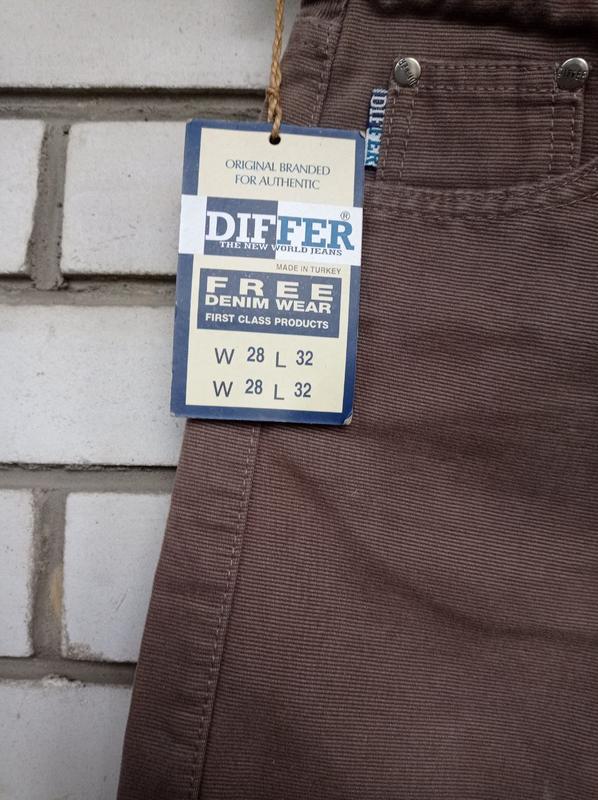 ORIGINAL BRANDED
FOR AUTHENTIC
DIFFER®
THE NEW WORLD JEANS
MADE IN TURKEY
FREE
DENIM WEAR
FIRST CLASS PRODUCTS
W 28 L 32
W 28 L 32
DIFFER